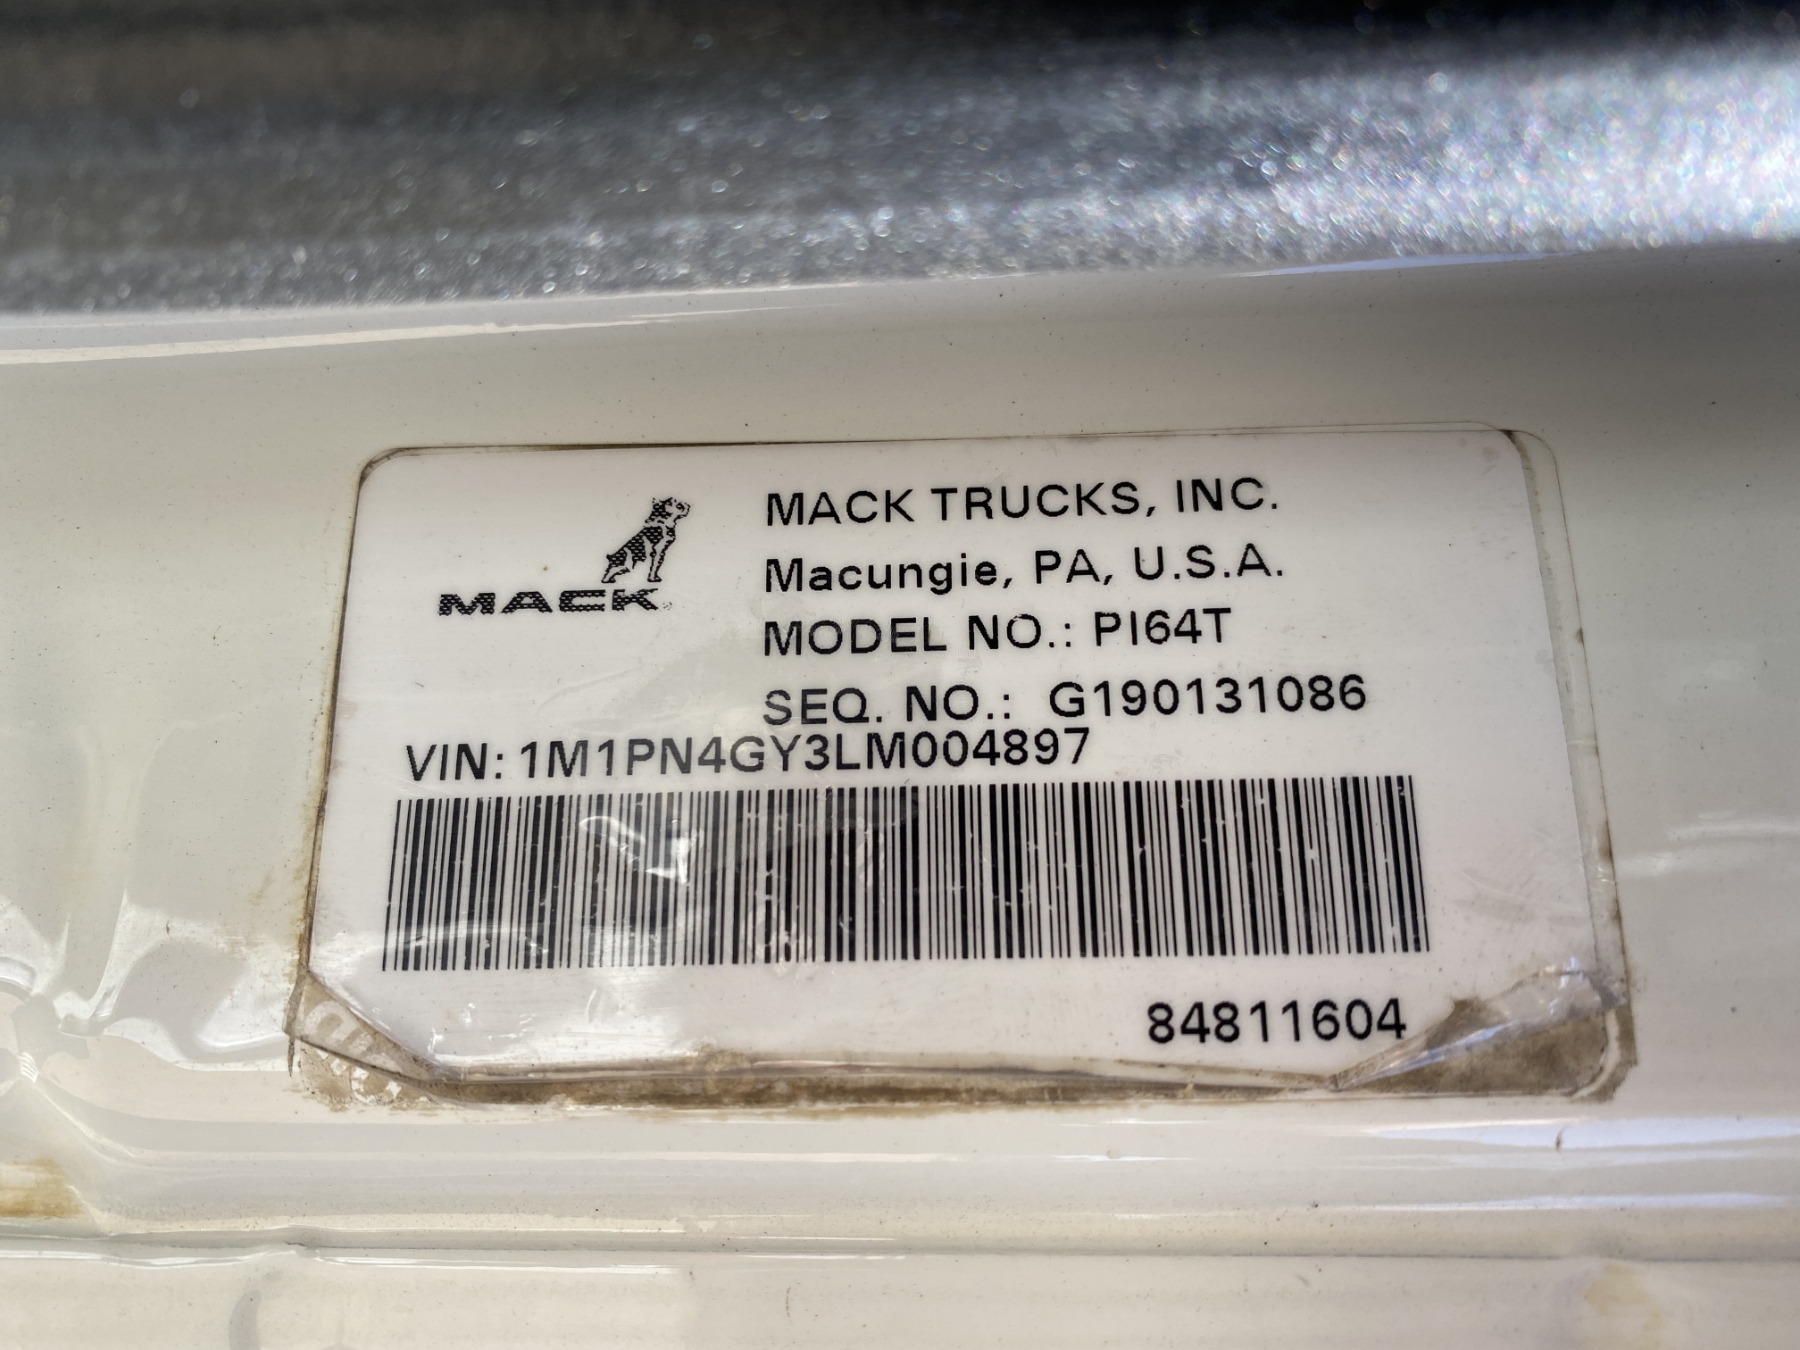 MACK
MACK TRUCKS, INC.
Macungie, PA, U.S.A.
MODEL NO.: PI64T
SEQ. NO.: G190131086
VIN: 1M1PN4GY3LM004897
84811604